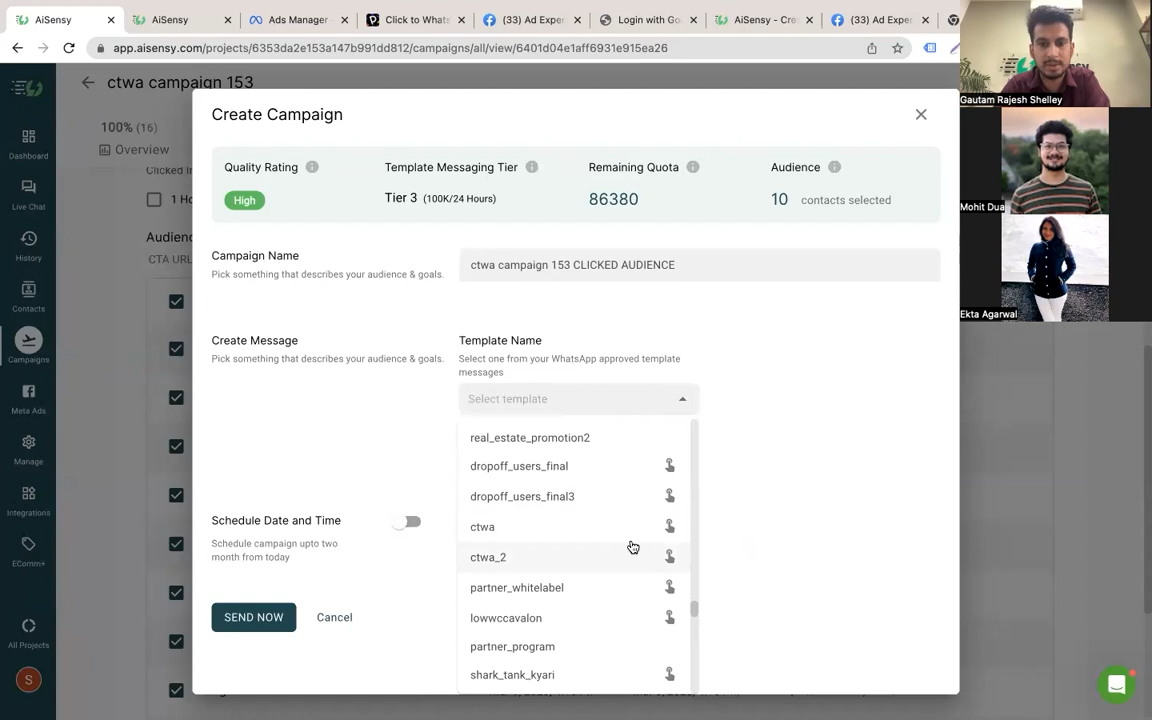 AiSensy
AiSensy
Ads Manager -
Click to Whats
(33) Ad Exper
Login with Go
AiSensy - Cre
(33) Ad Exper
app.aisensy.com/projects/6353da2e153a147b991dd812/campaigns/all/view/6401d04e1aff6931e915ea26
ctwa campaign 153
100% (16)
Overview
Dashboard
Live Chat
History
Contacts
Campaigns
Meta Ads
Manage
Integrations
EComm+
All Projects
S
Clicked In
1 Ho
Audienc
CTA URL
Create Campaign
Quality Rating
High
Template Messaging Tier
Tier 3 (100K/24 Hours)
Remaining Quota
86380
Audience
10 contacts selected
Campaign Name
Pick something that describes your audience & goals.
ctwa campaign 153 CLICKED AUDIENCE
Create Message
Pick something that describes your audience & goals.
Template Name
Select one from your WhatsApp approved template
messages
Select template
real_estate_promotion2
dropoff_users_final
dropoff_users_final3
ctwa
ctwa_2
partner_whitelabel
lowwccavalon
partner_program
shark_tank_kyari
Schedule Date and Time
Schedule campaign upto two
month from today
SEND NOW
Cancel
Gautam Rajesh Shelley
Mohit Dua
Ekta Agarwal